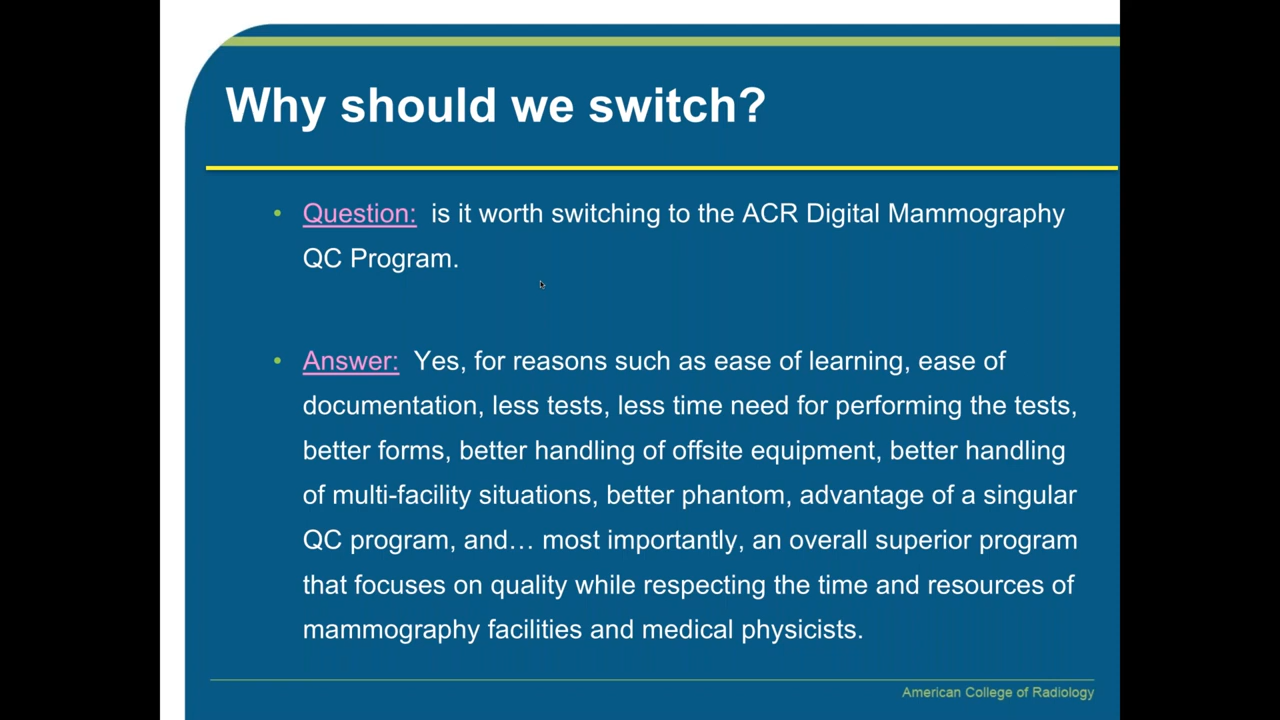 Why should we switch?
• Question: is it worth switching to the ACR Digital Mammography
QC Program.
• Answer: Yes, for reasons such as ease of learning, ease of
documentation, less tests, less time need for performing the tests,
better forms, better handling of offsite equipment, better handling
of multi-facility situations, better phantom, advantage of a singular
QC program, and… most importantly, an overall superior program
that focuses on quality while respecting the time and resources of
mammography facilities and medical physicists.
American College of Radiology